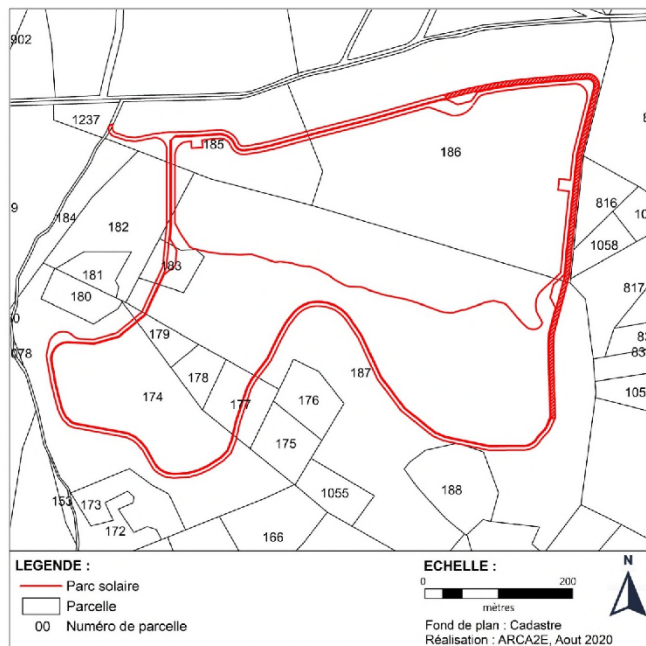 902
1237
185
186
816
1058
184
182
183
181
180
817
179
178
177
174
187
176
175
1055
188
153
173
172
166
LEGENDE :
Parc solaire
Parcelle
00 Numéro de parcelle
ECHELLE :
0 200
mètres
N
Fond de plan : Cadastre
Réalisation : ARCA2E, Aout 2020